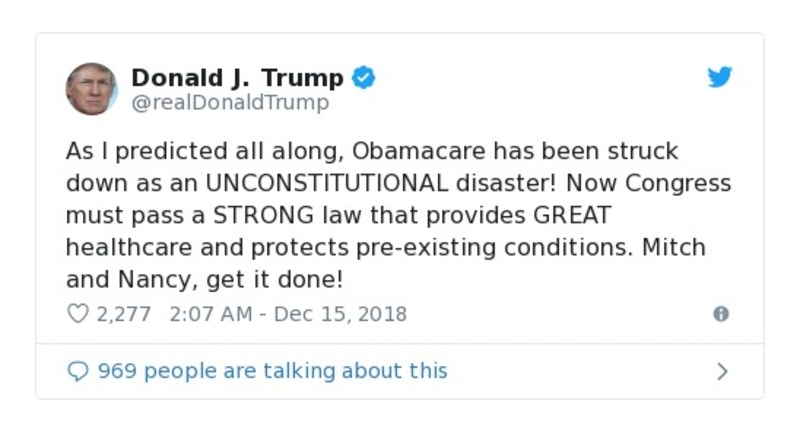 Donald J. Trump
@realDonaldTrump
As I predicted all along, Obamacare has been struck
down as an UNCONSTITUTIONAL disaster! Now Congress
must pass a STRONG law that provides GREAT
healthcare and protects pre-existing conditions. Mitch
and Nancy, get it done!
2,277 2:07 AM - Dec 15, 2018
969 people are talking about this